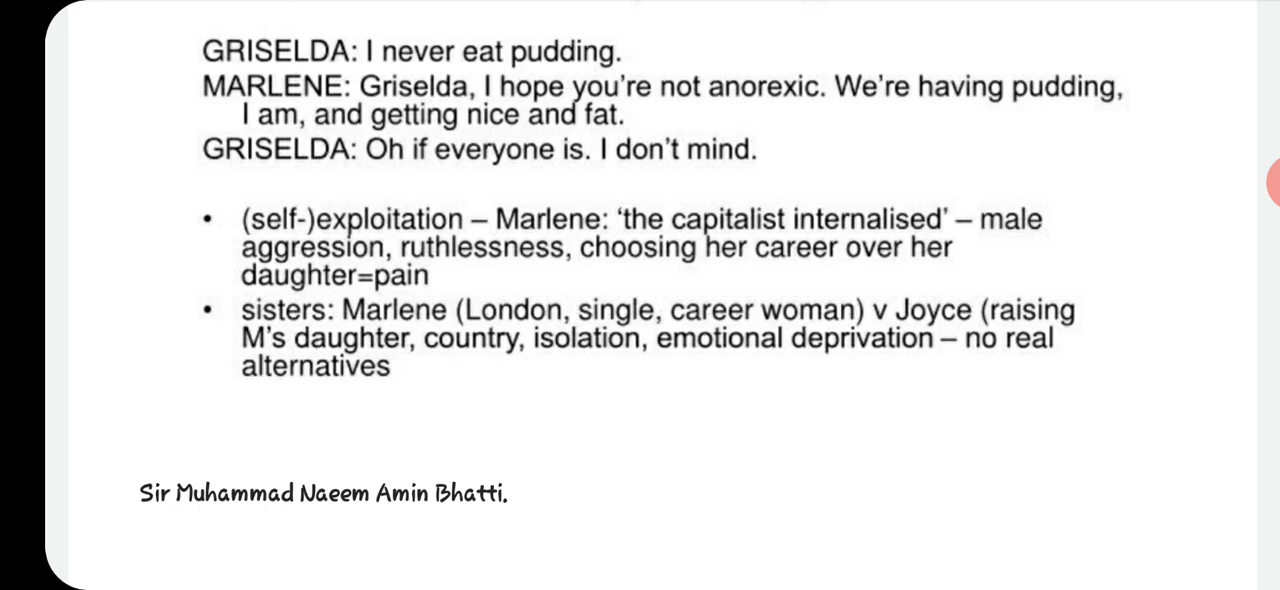 GRISELDA: I never eat pudding.
MARLENE: Griselda, I hope you're not anorexic. We're having pudding,
I am, and getting nice and fat.
GRISELDA: Oh if everyone is. I don't mind.
• (self-)exploitation – Marlene: ‘the capitalist internalised’ – male
aggression, ruthlessness, choosing her career over her
daughter=pain
• sisters: Marlene (London, single, career woman) v Joyce (raising
M’s daughter, country, isolation, emotional deprivation – no real
alternatives
Sir Muhammad Naeem Amin Bhatti.